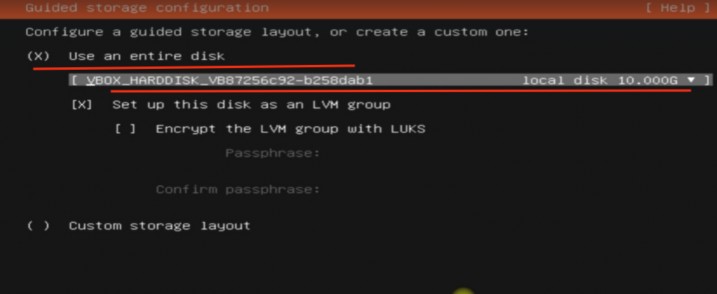 Guided storage configuration [ Help ]
Configure a guided storage layout, or create a custom one:
(X) Use an entire disk
[ VBOX_HARDDISK_VB87256c92-b258dab1 local disk 10.000G ▾ ]
[X] Set up this disk as an LVM group
[ ] Encrypt the LVM group with LUKS
Passphrase:
Confirm passphrase:
( ) Custom storage layout